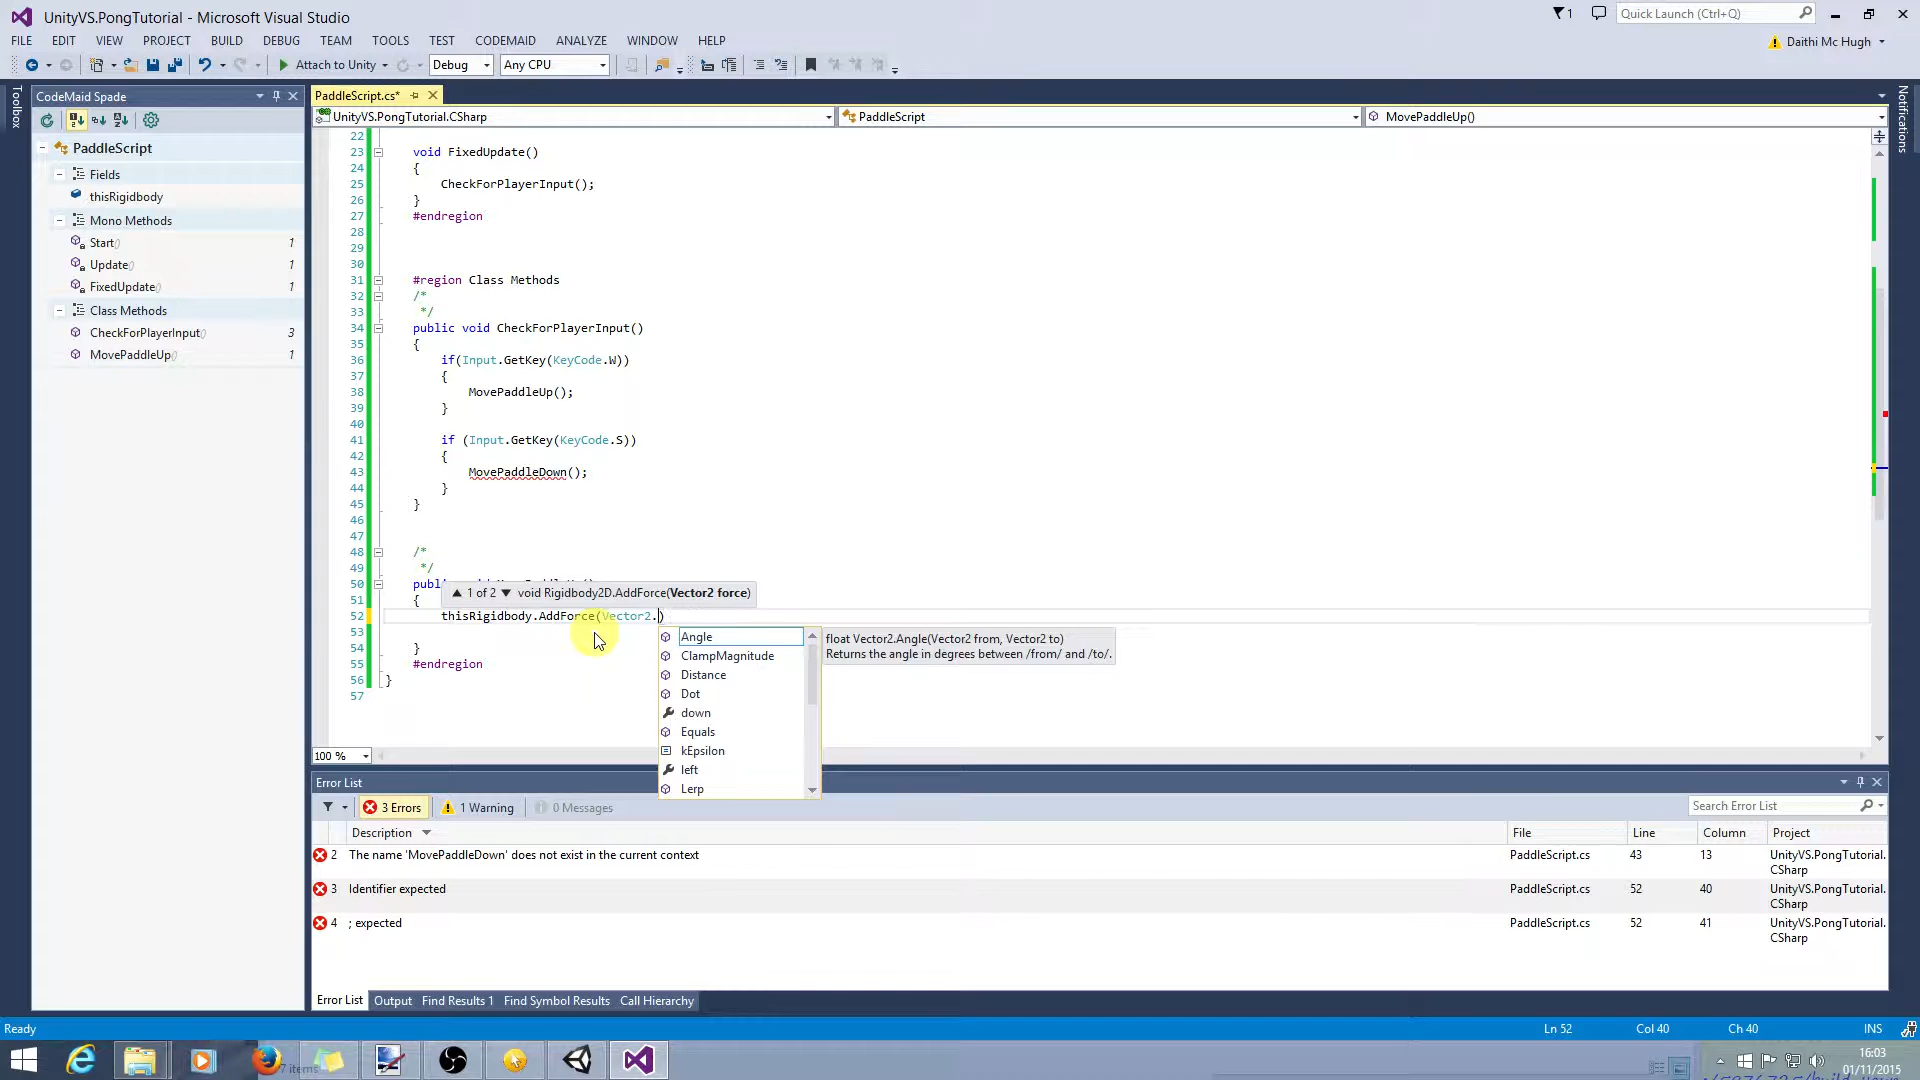 UnityVS.PongTutorial - Microsoft Visual Studio
1
Quick Launch (Ctrl+Q)
FILE EDIT VIEW PROJECT BUILD DEBUG TEAM TOOLS TEST CODEMAID ANALYZE WINDOW HELP
Daithi Mc Hugh
Attach to Unity Debug Any CPU
Toolbox
CodeMaid Spade
PaddleScript
Fields
thisRigidbody
Mono Methods
Start() 1
Update() 1
FixedUpdate() 1
Class Methods
CheckForPlayerInput() 3
MovePaddleUp() 1
PaddleScript.cs*
UnityVS.PongTutorial.CSharp PaddleScript MovePaddleUp()
Notifications
22
23 void FixedUpdate()
24 {
25 CheckForPlayerInput();
26 }
27 #endregion
28
29
30
31 #region Class Methods
32 /*
33 */
34 public void CheckForPlayerInput()
35 {
36 if(Input.GetKey(KeyCode.W))
37 {
38 MovePaddleUp();
39 }
40
41 if (Input.GetKey(KeyCode.S))
42 {
43 MovePaddleDown();
44 }
45 }
46
47
48 /*
49 */
50 publ
51 {
1 of 2 void Rigidbody2D.AddForce(Vector2 force)
52 thisRigidbody.AddForce(Vector2.)
53
54 }
55 #endregion
56 }
57
Angle
ClampMagnitude
Distance
Dot
down
Equals
kEpsilon
left
Lerp
float Vector2.Angle(Vector2 from, Vector2 to)
Returns the angle in degrees between /from/ and /to/.
100 %
Error List
3 Errors 1 Warning 0 Messages
Search Error List
Description File Line Column Project
2 The name 'MovePaddleDown' does not exist in the current context PaddleScript.cs 43 13 UnityVS.PongTutorial.
CSharp
3 Identifier expected PaddleScript.cs 52 40 UnityVS.PongTutorial.
CSharp
4 ; expected PaddleScript.cs 52 41 UnityVS.PongTutorial.
CSharp
Error List Output Find Results 1 Find Symbol Results Call Hierarchy
Ready Ln 52 Col 40 Ch 40 INS
7 items
16:03
01/11/2015